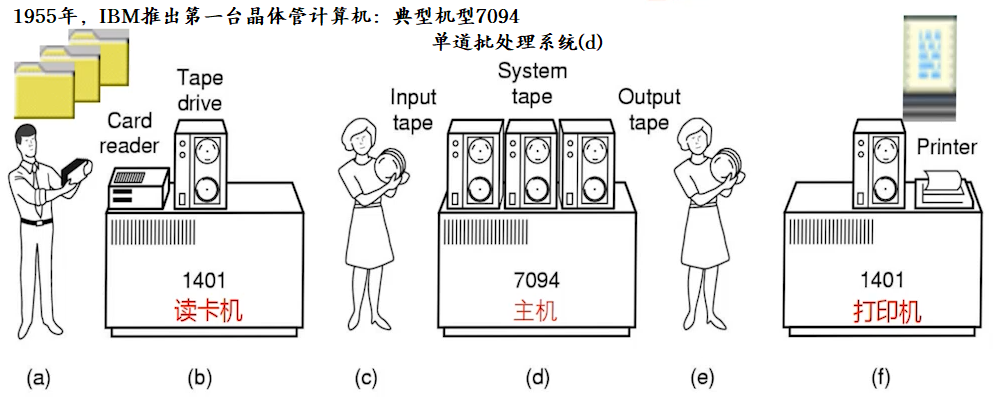 1955年，IBM推出第一台晶体管计算机：典型机型7094
单道批处理系统(d)
Card
reader
Tape
drive
Input
tape
System
tape
Output
tape
Printer
1401
读卡机
7094
主机
1401
打印机
(a)
(b)
(c)
(d)
(e)
(f)